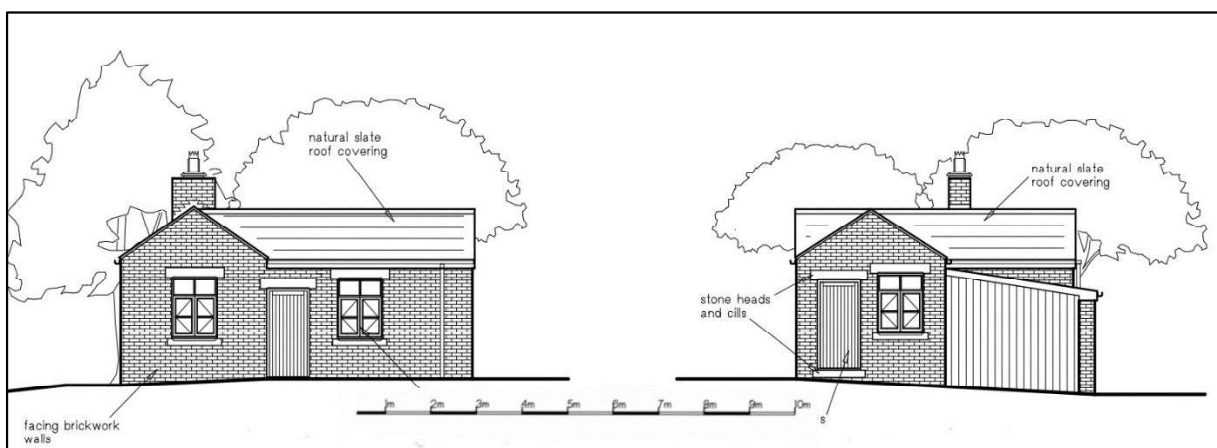 natural slate
roof covering
natural slate
roof covering
stone heads
and cills
facing brickwork
walls
1m 2m 3m 4m 5m 6m 7m 8m 9m 10m
s